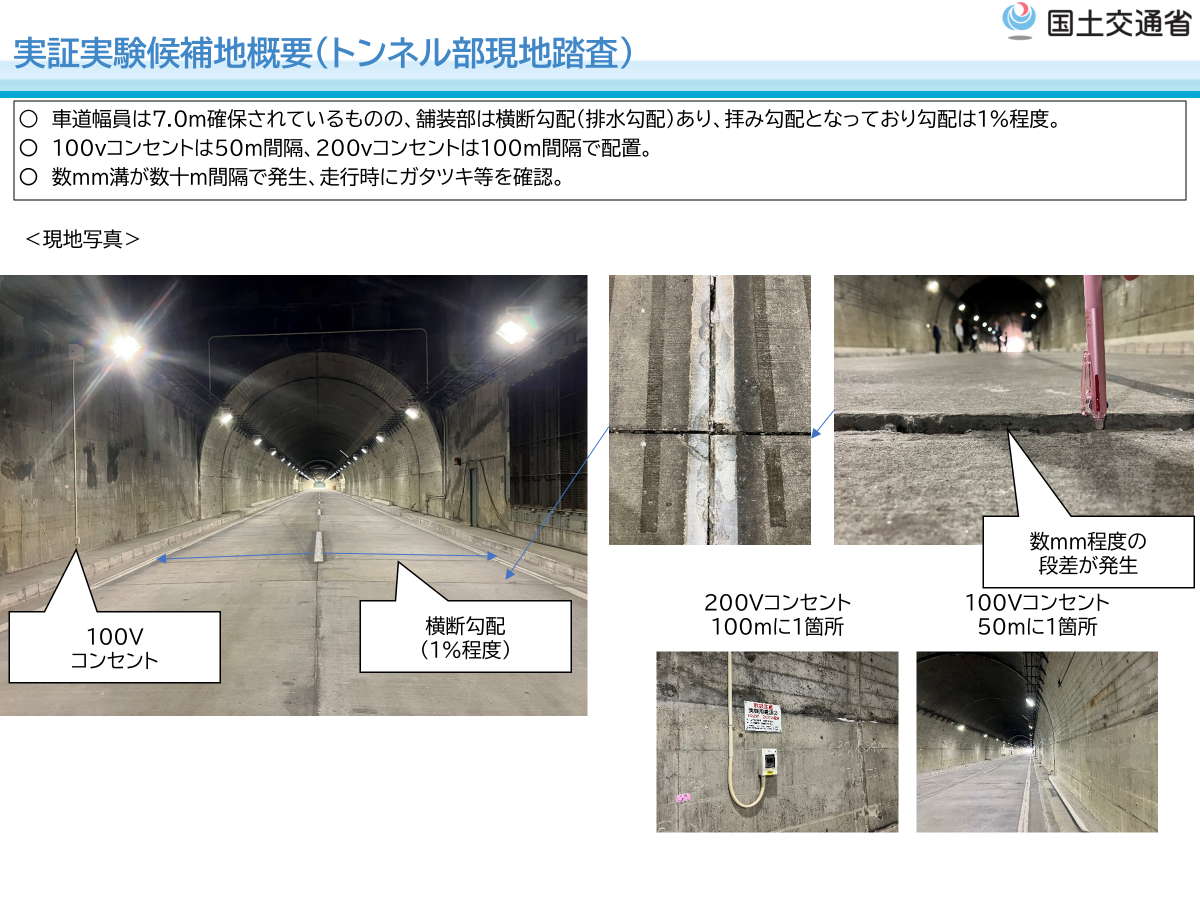 国土交通省
実証実験候補地概要(トンネル部現地踏査)
○ 車道幅員は7.0m確保されているものの、舗装部は横断勾配(排水勾配)あり、拝み勾配となっており勾配は1%程度。
○ 100vコンセントは50m間隔、200vコンセントは100m間隔で配置。
○ 数mm溝が数十m間隔で発生、走行時にガタツキ等を確認。
＜現地写真＞
数mm程度の
段差が発生
100V
コンセント
横断勾配
(1%程度)
200Vコンセント
100mに1箇所
100Vコンセント
50mに1箇所